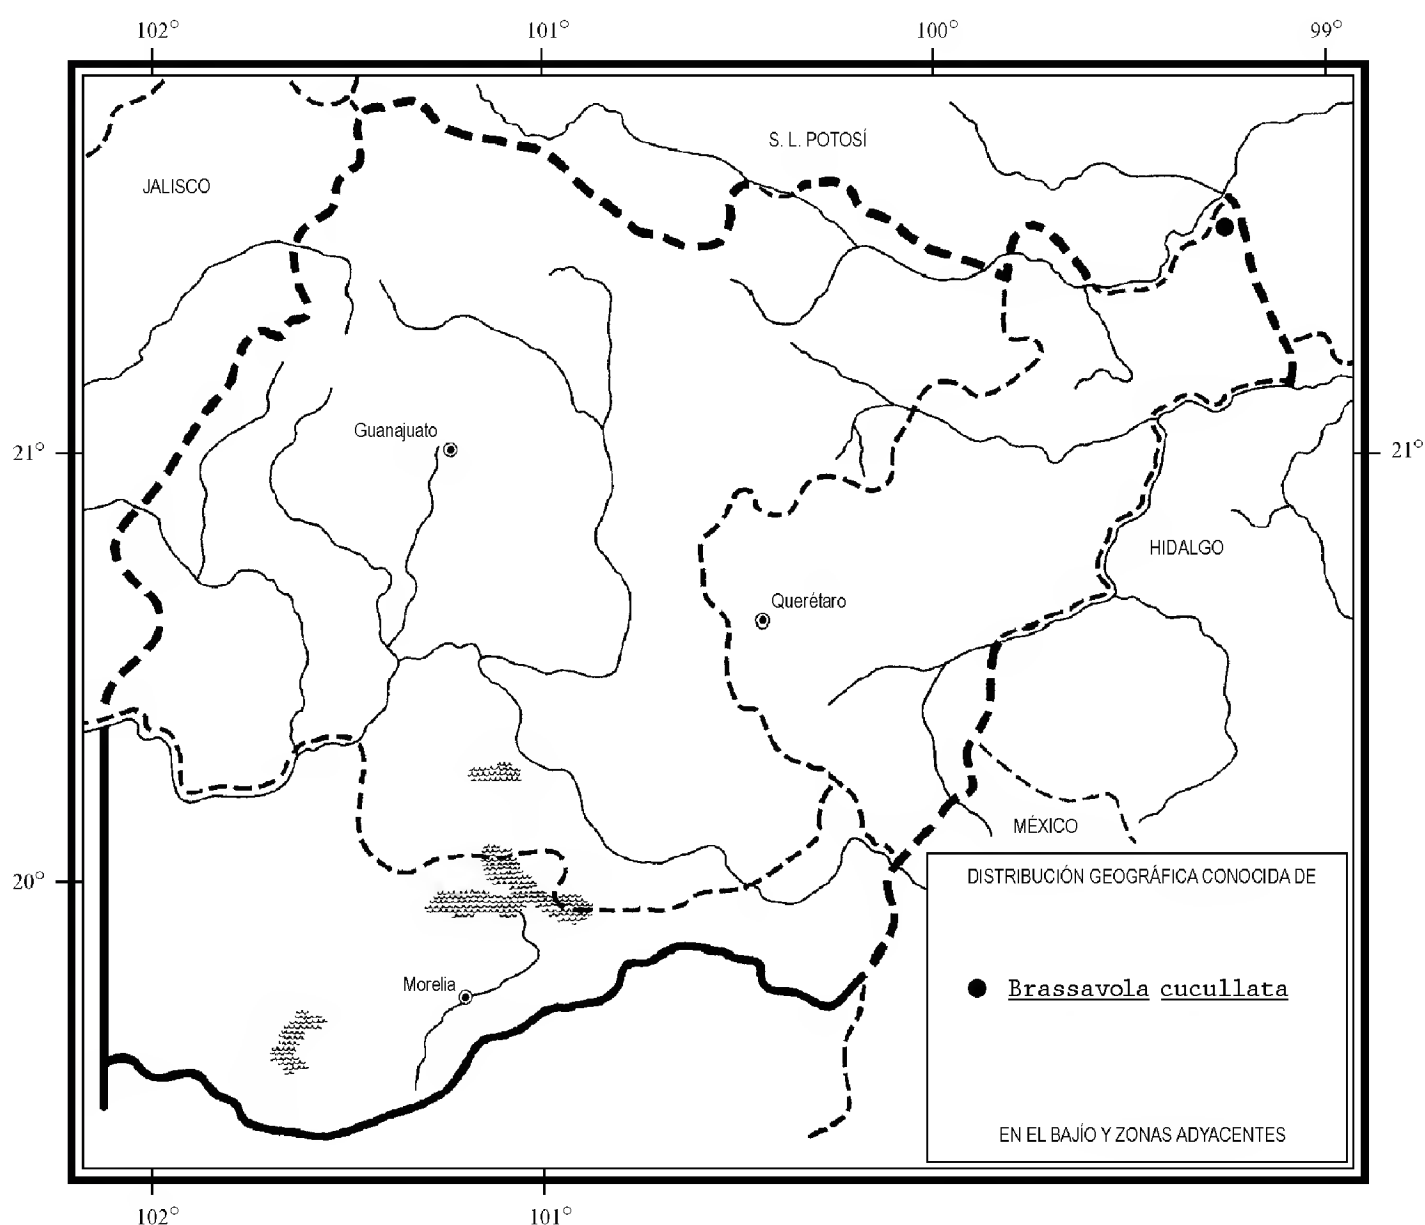 102° 101° 100° 99°
S. L. POTOSÍ
JALISCO
Guanajuato
21° 21°
HIDALGO
Querétaro
MÉXICO
20°
DISTRIBUCIÓN GEOGRÁFICA CONOCIDA DE
Morelia
Brassavola cucullata
EN EL BAJÍO Y ZONAS ADYACENTES
102° 101°